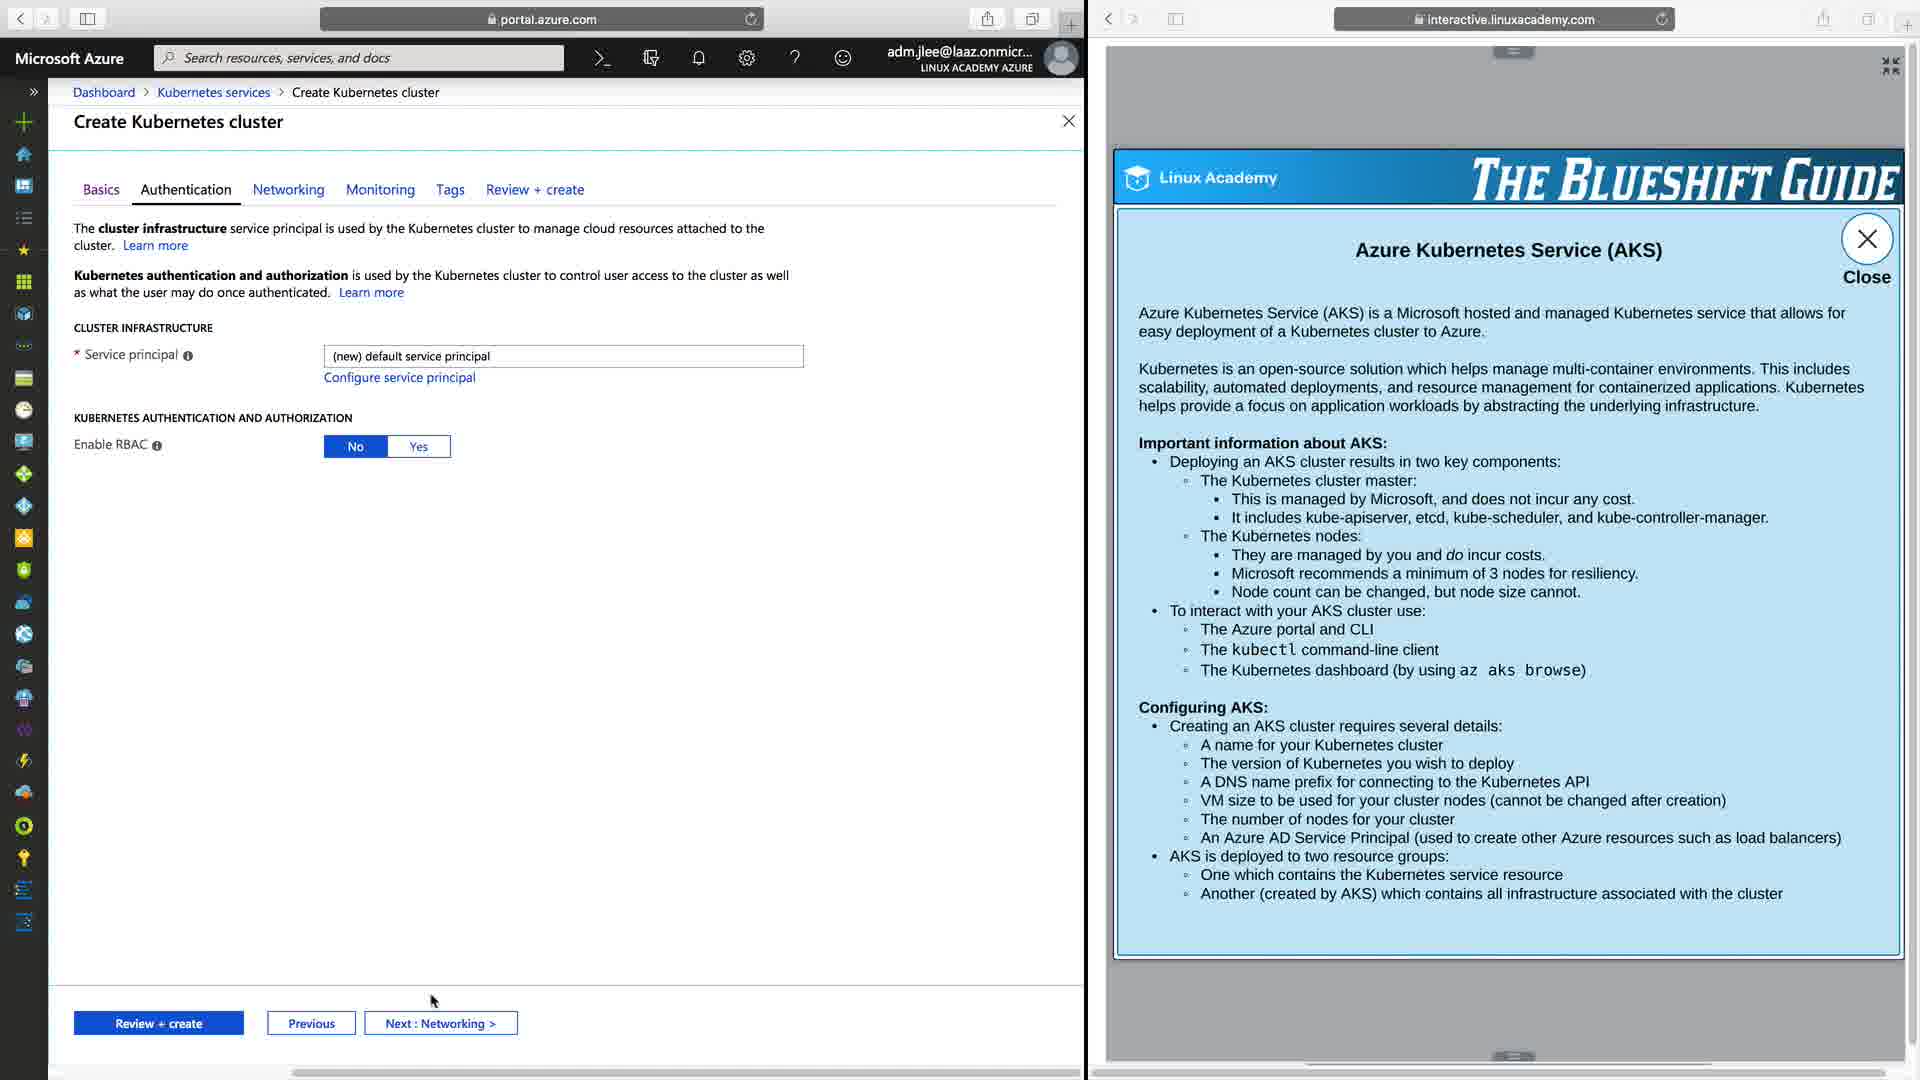 portal.azure.com
Microsoft Azure
Search resources, services, and docs
adm.jlee@laaz.onmicr...
LINUX ACADEMY AZURE
Dashboard > Kubernetes services > Create Kubernetes cluster
Create Kubernetes cluster
Basics Authentication Networking Monitoring Tags Review + create
The cluster infrastructure service principal is used by the Kubernetes cluster to manage cloud resources attached to the
cluster. Learn more
Kubernetes authentication and authorization is used by the Kubernetes cluster to control user access to the cluster as well
as what the user may do once authenticated. Learn more
CLUSTER INFRASTRUCTURE
* Service principal
(new) default service principal
Configure service principal
KUBERNETES AUTHENTICATION AND AUTHORIZATION
Enable RBAC
No Yes
Review + create Previous Next : Networking >
interactive.linuxacademy.com
Linux Academy
THE BLUESHIFT GUIDE
Azure Kubernetes Service (AKS)
Close
Azure Kubernetes Service (AKS) is a Microsoft hosted and managed Kubernetes service that allows for
easy deployment of a Kubernetes cluster to Azure.
Kubernetes is an open-source solution which helps manage multi-container environments. This includes
scalability, automated deployments, and resource management for containerized applications. Kubernetes
helps provide a focus on application workloads by abstracting the underlying infrastructure.
Important information about AKS:
• Deploying an AKS cluster results in two key components:
◦ The Kubernetes cluster master:
▪ This is managed by Microsoft, and does not incur any cost.
▪ It includes kube-apiserver, etcd, kube-scheduler, and kube-controller-manager.
◦ The Kubernetes nodes:
▪ They are managed by you and do incur costs.
▪ Microsoft recommends a minimum of 3 nodes for resiliency.
▪ Node count can be changed, but node size cannot.
• To interact with your AKS cluster use:
◦ The Azure portal and CLI
◦ The kubectl command-line client
◦ The Kubernetes dashboard (by using az aks browse)
Configuring AKS:
• Creating an AKS cluster requires several details:
◦ A name for your Kubernetes cluster
◦ The version of Kubernetes you wish to deploy
◦ A DNS name prefix for connecting to the Kubernetes API
◦ VM size to be used for your cluster nodes (cannot be changed after creation)
◦ The number of nodes for your cluster
◦ An Azure AD Service Principal (used to create other Azure resources such as load balancers)
• AKS is deployed to two resource groups:
◦ One which contains the Kubernetes service resource
◦ Another (created by AKS) which contains all infrastructure associated with the cluster